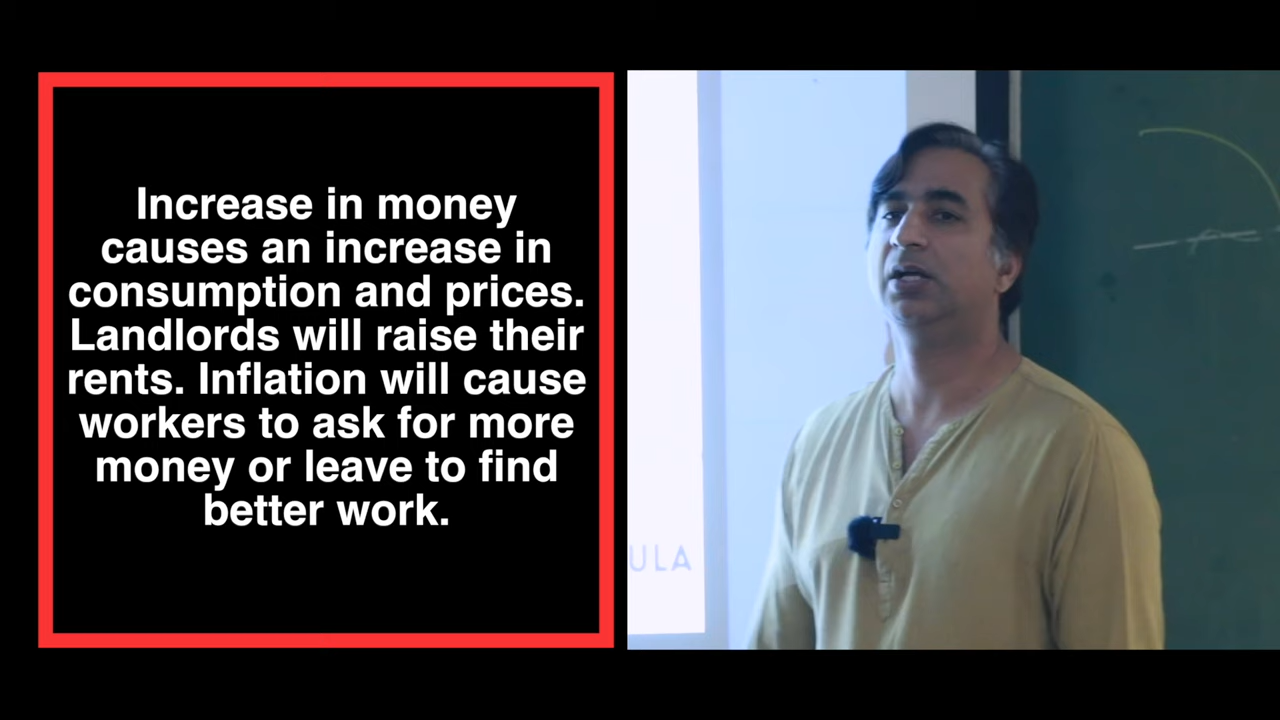 Increase in money
causes an increase in
consumption and prices.
Landlords will raise their
rents. Inflation will cause
workers to ask for more
money or leave to find
better work.
ULA